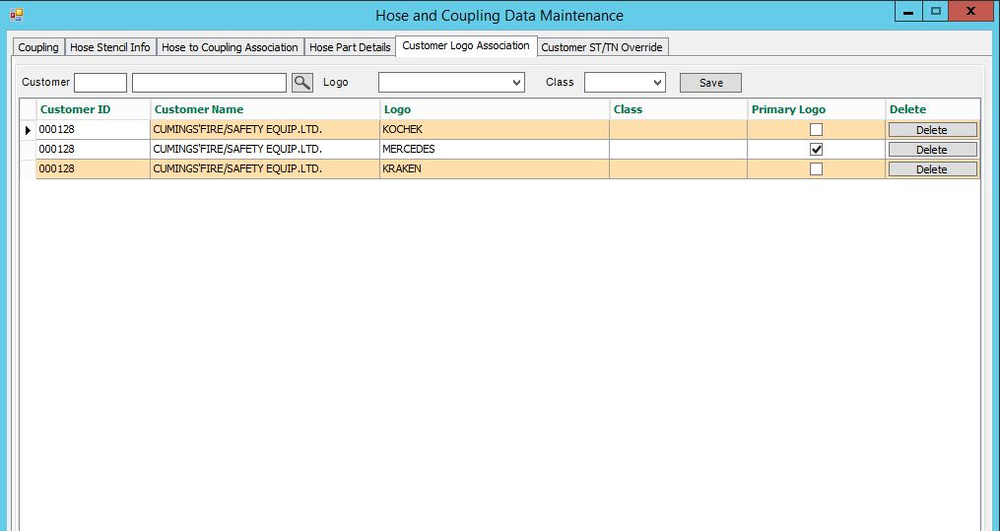 Hose and Coupling Data Maintenance
Coupling Hose Stencil Info Hose to Coupling Association Hose Part Details Customer Logo Association Customer ST/TN Override
Customer Logo Class Save
Customer ID Customer Name Logo Class Primary Logo Delete
000128 CUMINGS'FIRE/SAFETY EQUIP.LTD. KOCHEK Delete
000128 CUMINGS'FIRE/SAFETY EQUIP.LTD. MERCEDES Delete
000128 CUMINGS'FIRE/SAFETY EQUIP.LTD. KRAKEN Delete